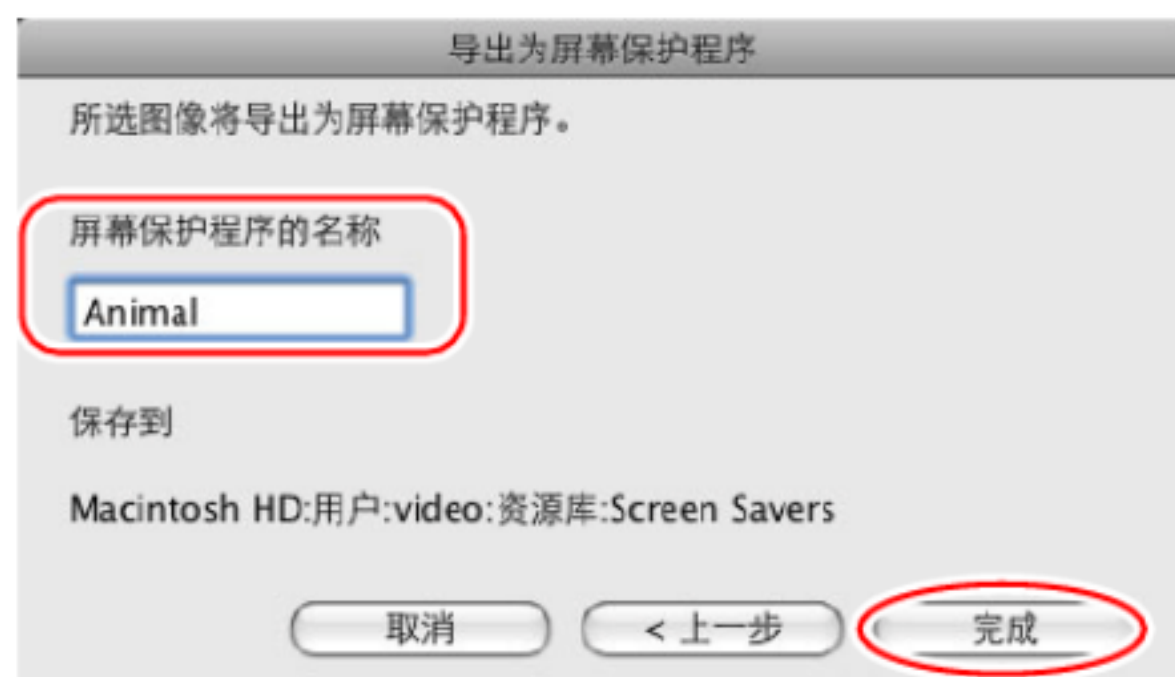 导出为屏幕保护程序
所选图像将导出为屏幕保护程序。
屏幕保护程序的名称
Animal
保存到
Macintosh HD:用户:video:资源库:Screen Savers
取消 < 上一步 完成